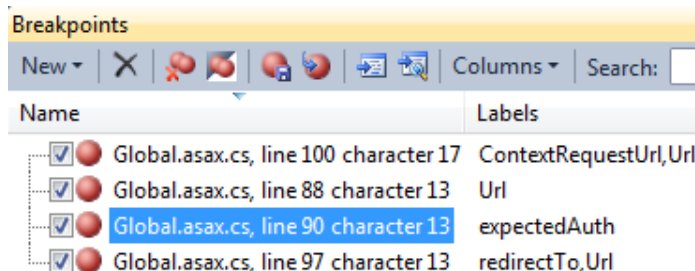 Breakpoints
New Columns Search:
Name Labels
Global.asax.cs, line 100 character 17 ContextRequestUrl,Url
Global.asax.cs, line 88 character 13 Url
Global.asax.cs, line 90 character 13 expectedAuth
Global.asax.cs, line 97 character 13 redirectTo,Url